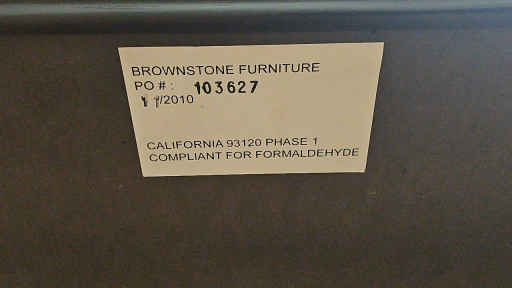 BROWNSTONE FURNITURE
PO # : 103627
/2010
CALIFORNIA 93120 PHASE 1
COMPLIANT FOR FORMALDEHYDE